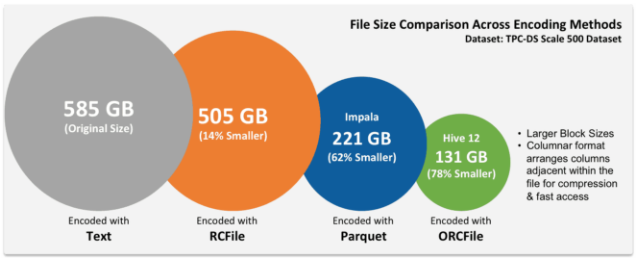 File Size Comparison Across Encoding Methods
Dataset: TPC-DS Scale 500 Dataset
585 GB
(Original Size)
505 GB
(14% Smaller)
Impala
221 GB
(62% Smaller)
Hive 12
131 GB
(78% Smaller)
• Larger Block Sizes
• Columnar format
arranges columns
adjacent within the
file for compression
& fast access
Encoded with
Text
Encoded with
RCFile
Encoded with
Parquet
Encoded with
ORCFile